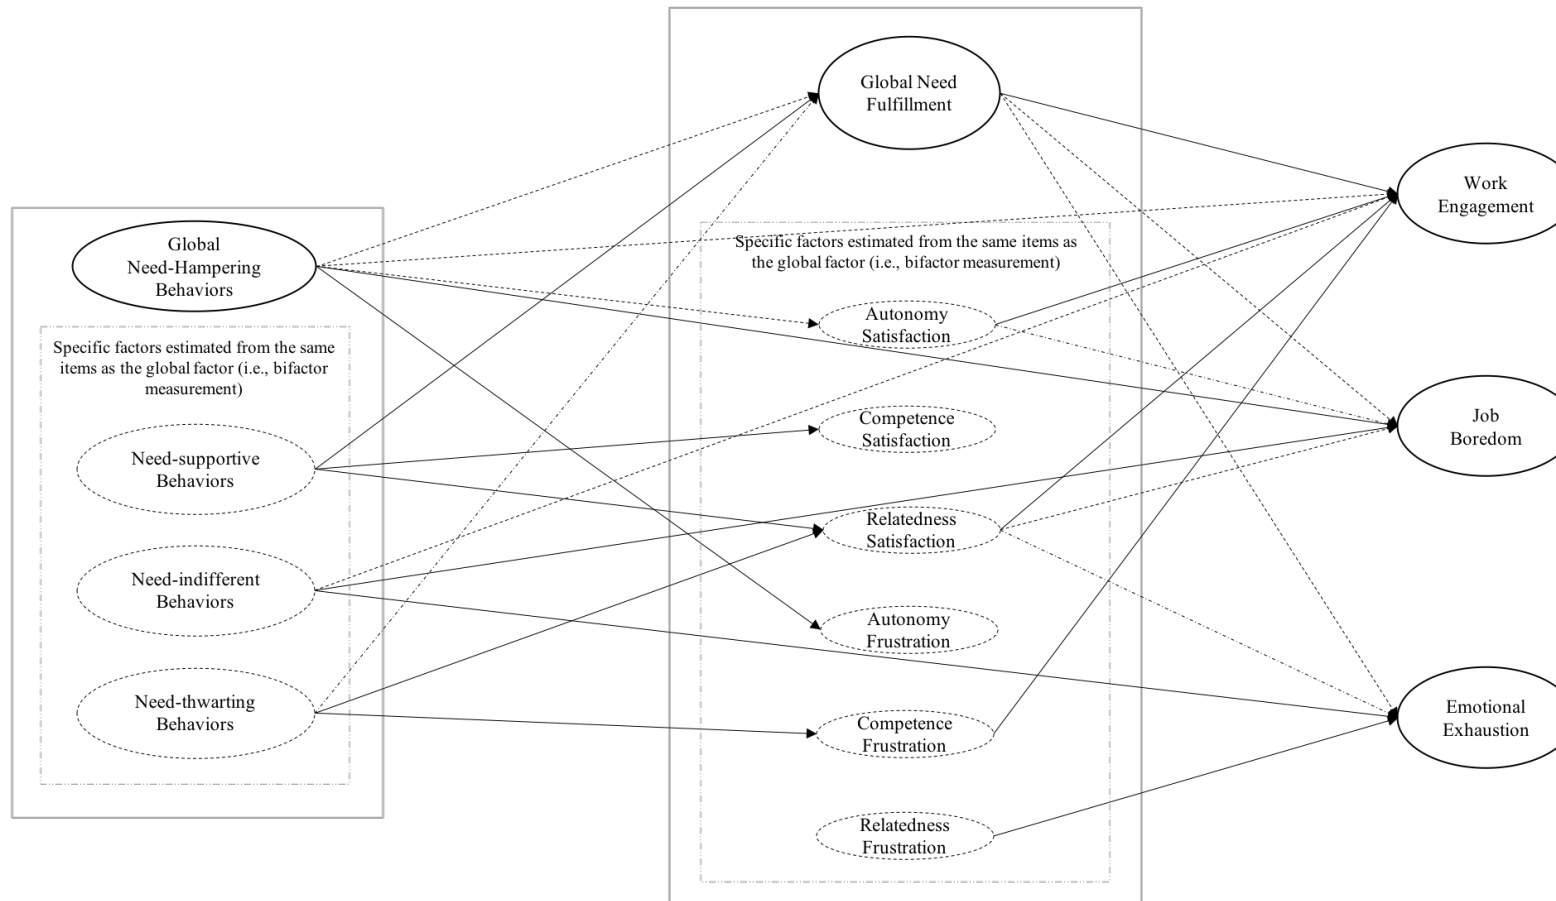 Global Need
Fulfillment
Work
Engagement
Global
Need-Hampering
Behaviors
Specific factors estimated from the same items as
the global factor (i.e., bifactor measurement)
Autonomy
Satisfaction
Specific factors estimated from the same
items as the global factor (i.e., bifactor
measurement)
Competence
Satisfaction
Job
Boredom
Need-supportive
Behaviors
Relatedness
Satisfaction
Need-indifferent
Behaviors
Autonomy
Frustration
Need-thwarting
Behaviors
Competence
Frustration
Emotional
Exhaustion
Relatedness
Frustration